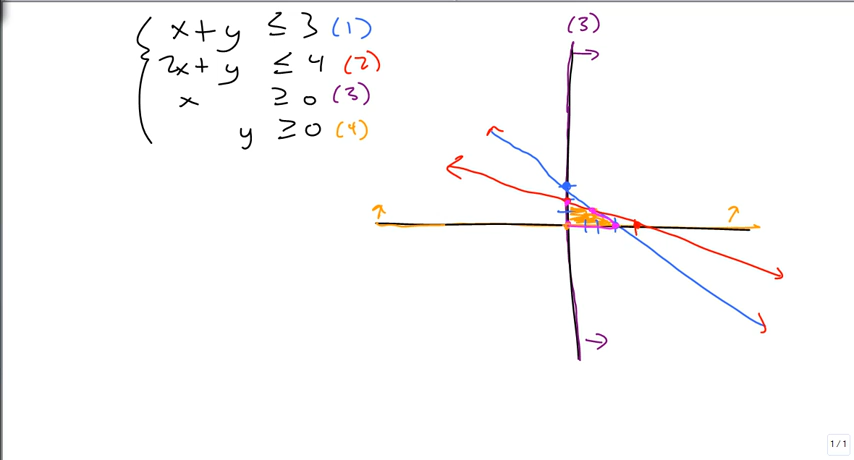 x + y ≤ 3 (1)
2x + y ≤ 4 (2)
x ≥ 0 (3)
y ≥ 0 (4)
(3)
1 / 1